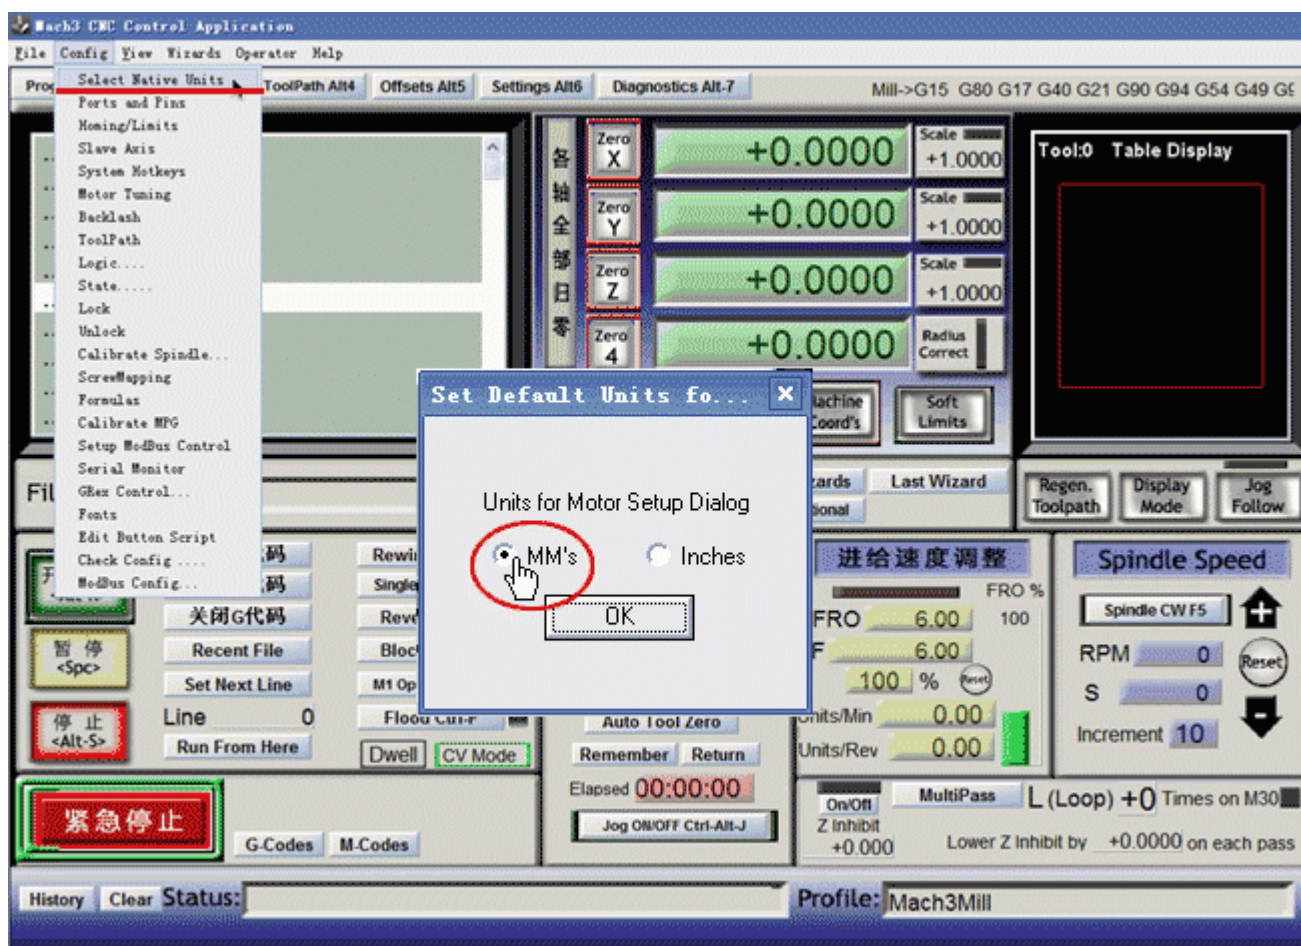 Mach3 CNC Control Application
File Config View Wizards Operator Help
Select Native Units
Ports and Pins
Homing/Limits
Slave Axis
System Hotkeys
Motor Tuning
Backlash
ToolPath
Logic....
State.....
Lock
Unlock
Calibrate Spindle...
ScrewMapping
Formulas
Calibrate MPG
Setup ModBus Control
Serial Monitor
GRex Control...
Fonts
Edit Button Script
Check Config ....
ModBus Config...
ToolPath Alt4 Offsets Alt5 Settings Alt6 Diagnostics Alt-7
Mill->G15 G80 G17 G40 G21 G90 G94 G54 G49
各轴全部归零
Zero X +0.0000 Scale +1.0000
Zero Y +0.0000 Scale +1.0000
Zero Z +0.0000 Scale +1.0000
Zero 4 +0.0000 Radius Correct
Tool:0 Table Display
Soft Limits
Last Wizard
Regen. Toolpath
Display Mode
Jog Follow
Set Default Units fo...
Units for Motor Setup Dialog
MM's Inches
OK
关闭G代码
Recent File
Set Next Line
Line 0
Run From Here
暂停
<Spc>
停止
<Alt-S>
紧急停止
G-Codes M-Codes
Dwell CV Mode
Auto Tool Zero
Remember Return
Elapsed 00:00:00
Jog ON/OFF Ctrl-Alt-J
进给速度调整
FRO %
FRO 6.00 100
F 6.00
100 % Reset
Units/Min 0.00
Units/Rev 0.00
Spindle Speed
Spindle CW F5
RPM 0
Reset
S 0
Increment 10
On/Off
Z Inhibit
+0.000
MultiPass L (Loop) +0 Times on M30
Lower Z Inhibit by +0.0000 on each pass
History Clear Status:
Profile: Mach3Mill